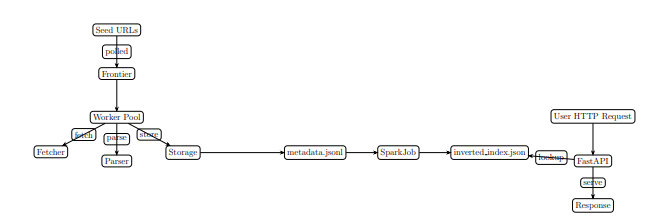 Seed URLs
polled
Frontier
Worker Pool
fetch
parse
store
Fetcher
Parser
Storage
metadata.jsonl
SparkJob
inverted_index.json
User HTTP Request
lookup
FastAPI
serve
Response